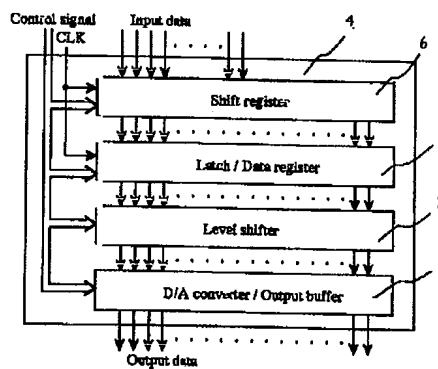 Control signal
Input data
CLK
4
6
Shift register
Latch / Data register
Level shifter
D/A converter / Output buffer
Output data